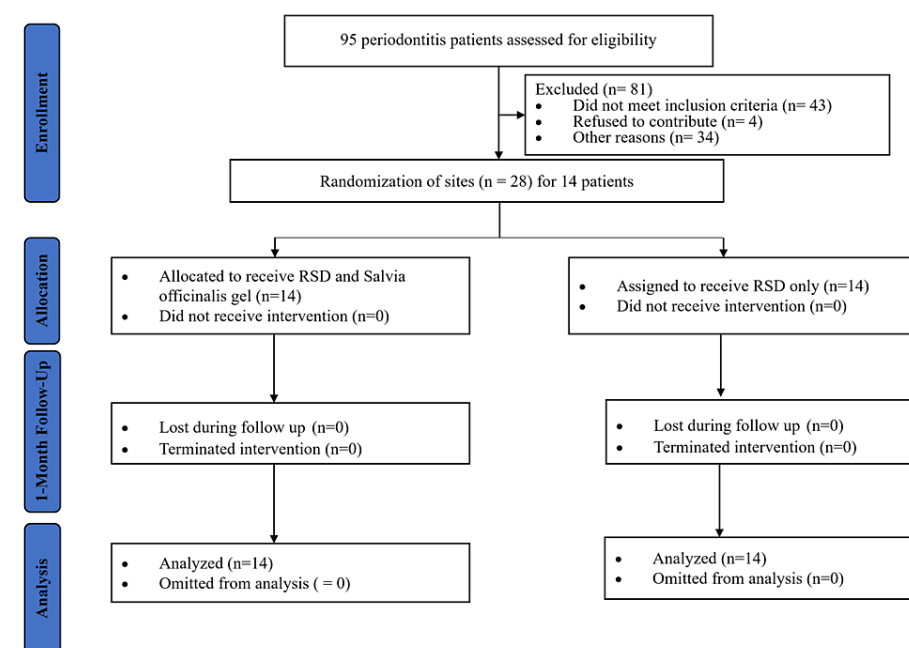 Enrollment
95 periodontitis patients assessed for eligibility
Excluded (n= 81)
• Did not meet inclusion criteria (n= 43)
• Refused to contribute (n= 4)
• Other reasons (n= 34)
Randomization of sites (n = 28) for 14 patients
Allocation
• Allocated to receive RSD and Salvia
officinalis gel (n=14)
• Did not receive intervention (n=0)
• Assigned to receive RSD only (n=14)
• Did not receive intervention (n=0)
1-Month Follow-Up
• Lost during follow up (n=0)
• Terminated intervention (n=0)
• Lost during follow up (n=0)
• Terminated intervention (n=0)
Analysis
• Analyzed (n=14)
• Omitted from analysis ( = 0)
• Analyzed (n=14)
• Omitted from analysis (n=0)